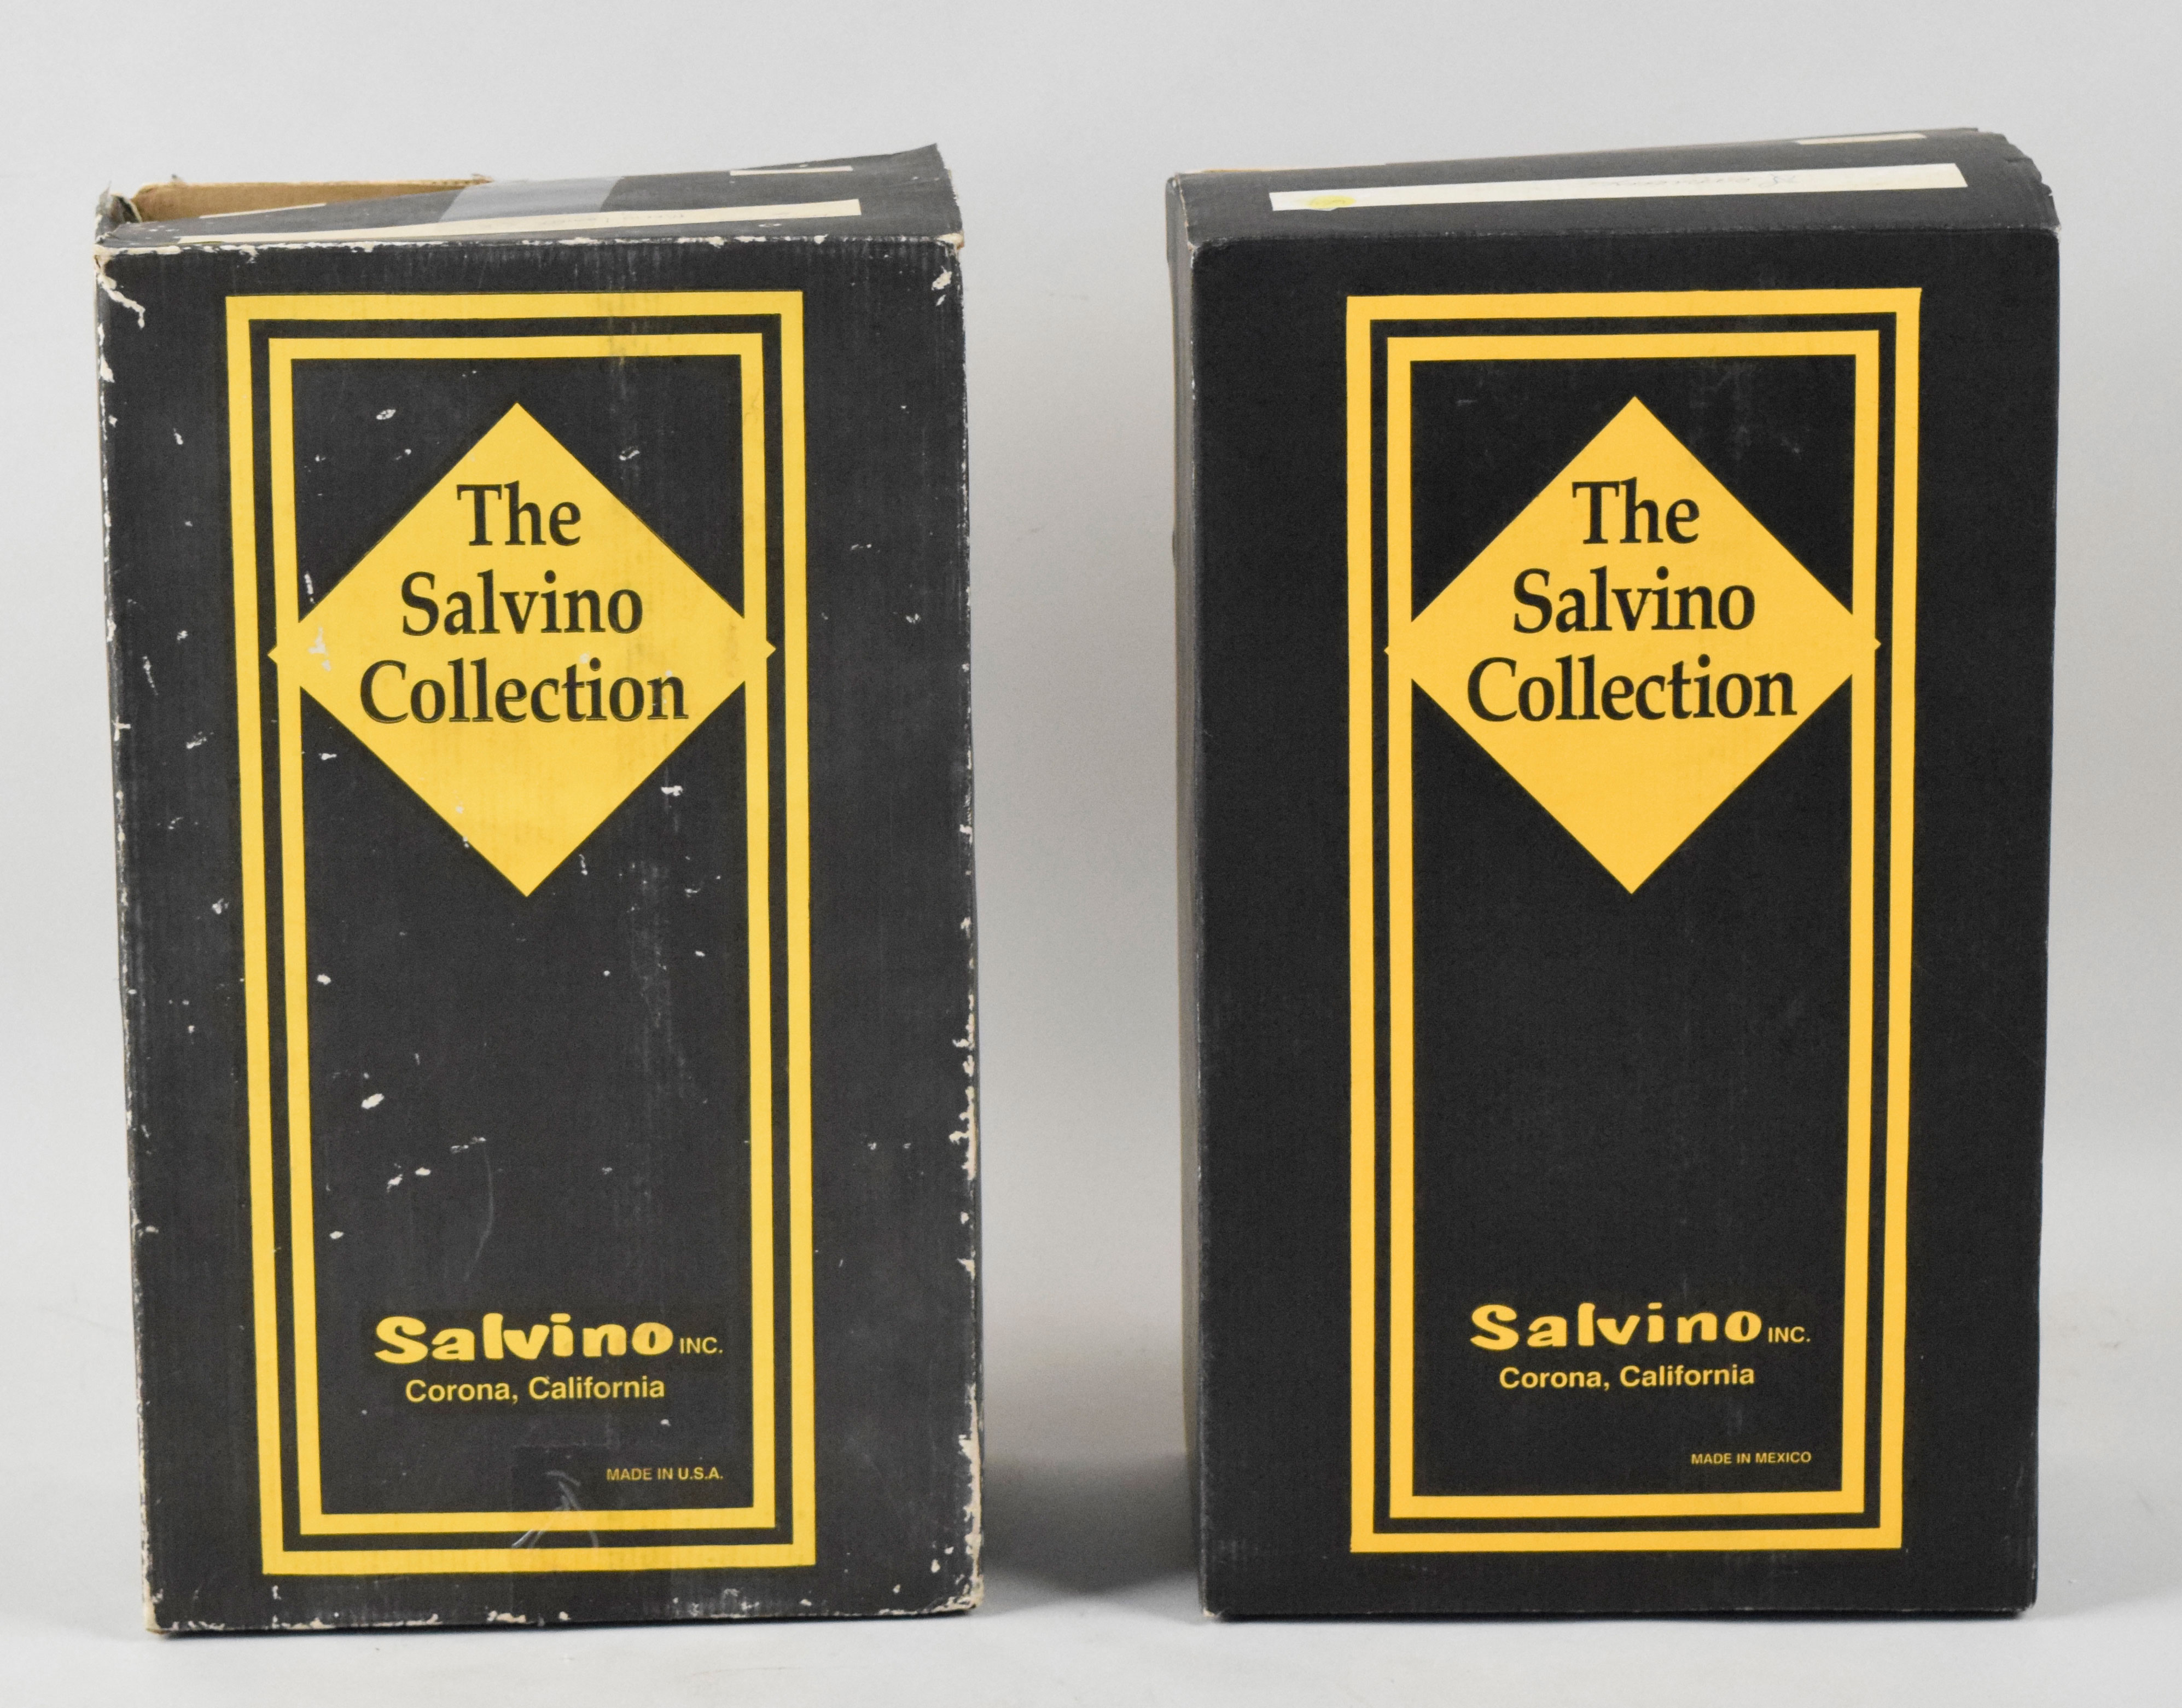 The
Salvino
Collection
Salvino INC.
Corona, California
MADE IN U.S.A.
The
Salvino
Collection
Salvino INC.
Corona, California
MADE IN MEXICO